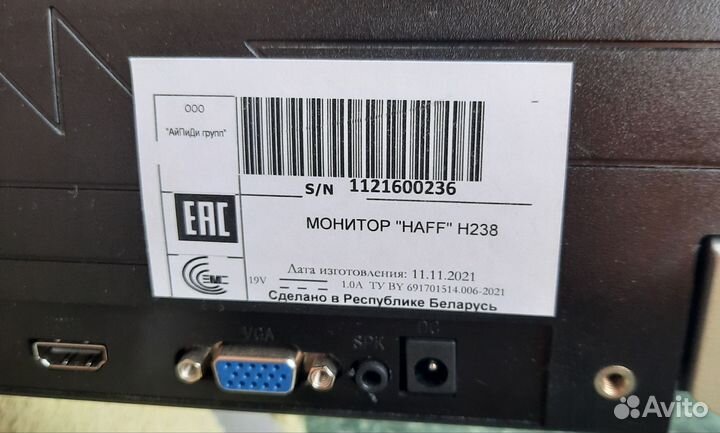 ООО
"АйПиДи групп"
S/N 1121600236
EAC
МОНИТОР "HAFF" H238
EMC
Дата изготовления: 11.11.2021
19V 1.0A ТУ BY 691701514.006-2021
Сделано в Республике Беларусь
VGA
SPK
DC
Avito